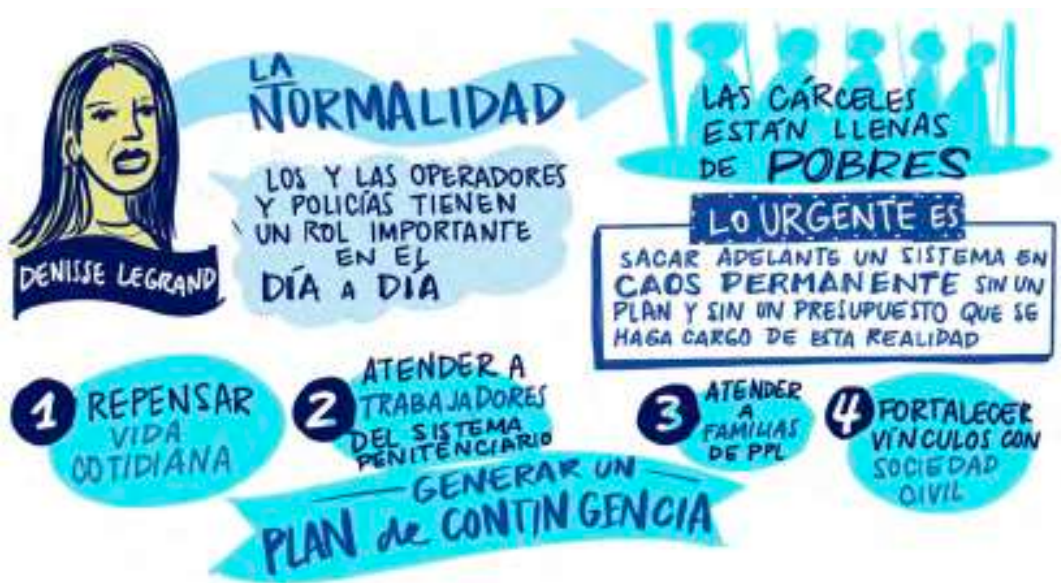 LA
NORMALIDAD
LOS Y LAS OPERADORES
Y POLICÍAS TIENEN
UN ROL IMPORTANTE
EN EL
DÍA A DÍA
DENISSE LEGRAND
LAS CÁRCELES
ESTÁN LLENAS
DE POBRES
LO URGENTE ES
SACAR ADELANTE UN SISTEMA EN
CAOS PERMANENTE SIN UN
PLAN Y SIN UN PRESUPUESTO QUE SE
HAGA CARGO DE ESTA REALIDAD
1 REPENSAR
VIDA
COTIDIANA
2 ATENDER A
TRABAJADORES
DEL SISTEMA
PENITENCIARIO
3 ATENDER
A
FAMILIAS
DE PPL
4 FORTALECER
VÍNCULOS CON
SOCIEDAD
CIVIL
GENERAR UN
PLAN de CONTINGENCIA